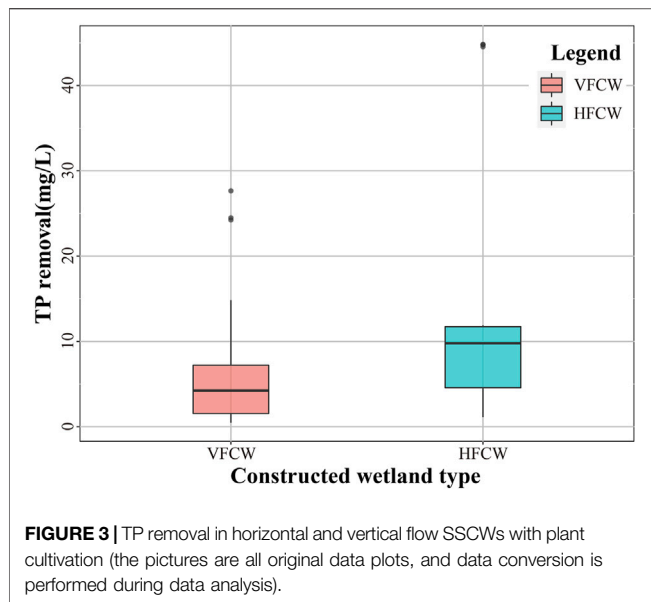 Legend
VFCW
HFCW
TP removal(mg/L)
40
30
20
10
0
VFCW
HFCW
Constructed wetland type
FIGURE 3 | TP removal in horizontal and vertical flow SSCWs with plant
cultivation (the pictures are all original data plots, and data conversion is
performed during data analysis).